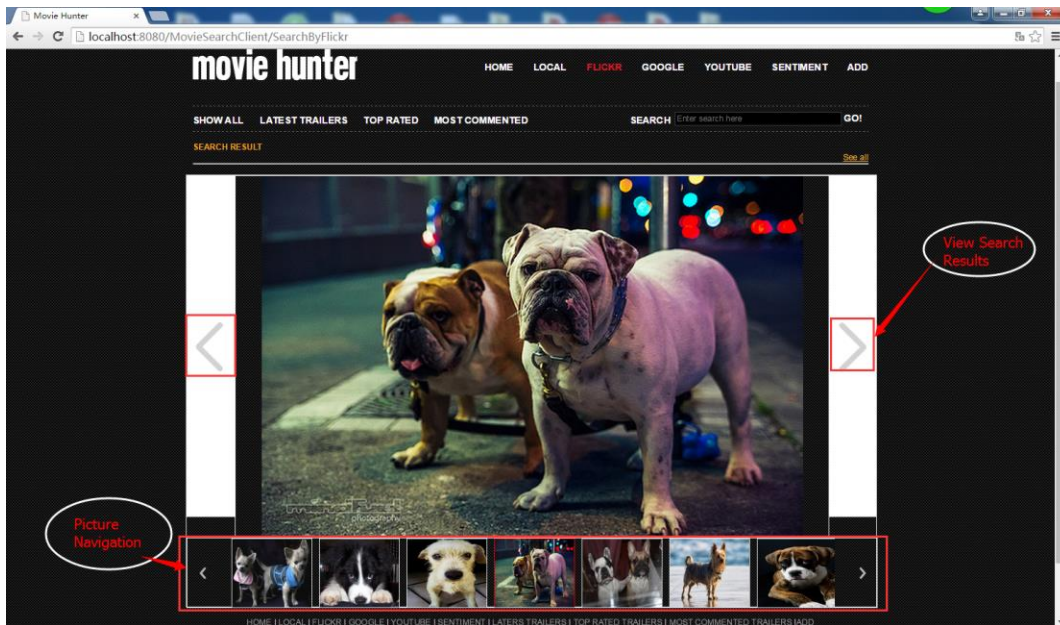 Movie Hunter
localhost:8080/MovieSearchClient/SearchByFlickr
movie hunter
HOME LOCAL FLICKR GOOGLE YOUTUBE SENTIMENT ADD
SHOW ALL LATEST TRAILERS TOP RATED MOST COMMENTED SEARCH Enter search here GO!
SEARCH RESULT
See all
View Search
Results
photography
Picture
Navigation
HOME | LOCAL | FLICKR | GOOGLE | YOUTUBE | SENTIMENT | LATERS TRAILERS | TOP RATED TRAILERS | MOST COMMENTED TRAILERS |ADD